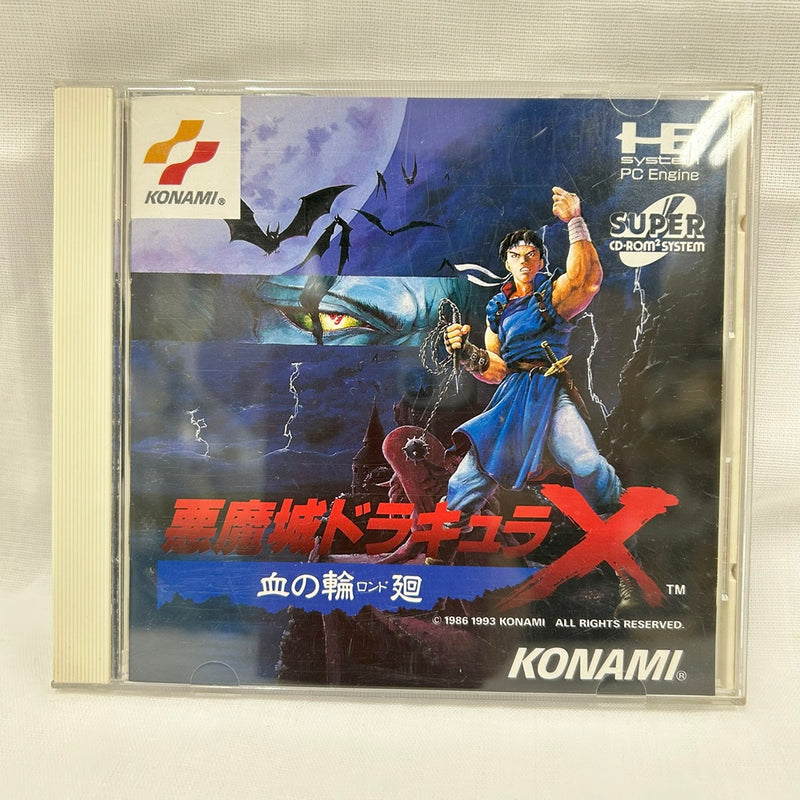 KONAMI®
HE
system
PC Engine
SUPER
CD-ROM² SYSTEM
悪魔城ドラキュラX
TM
血の輪廻
ロンド
© 1986 1993 KONAMI ALL RIGHTS RESERVED.
KONAMI®